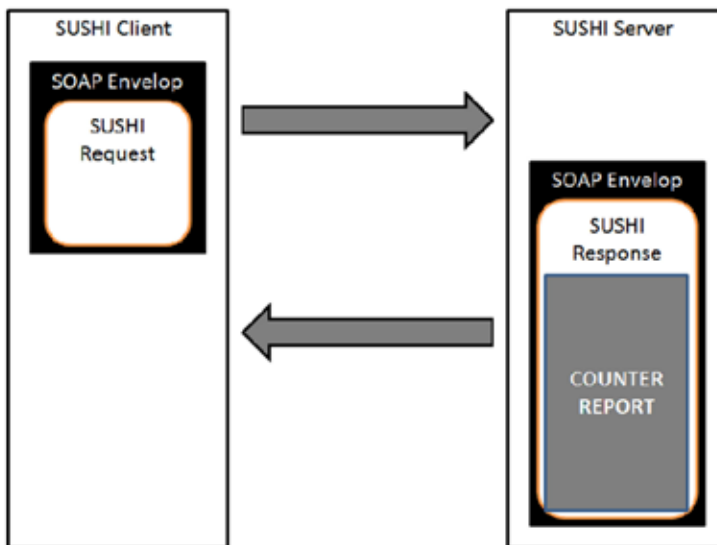 SUSHI Client
SOAP Envelop
SUSHI
Request
SUSHI Server
SOAP Envelop
SUSHI
Response
COUNTER
REPORT